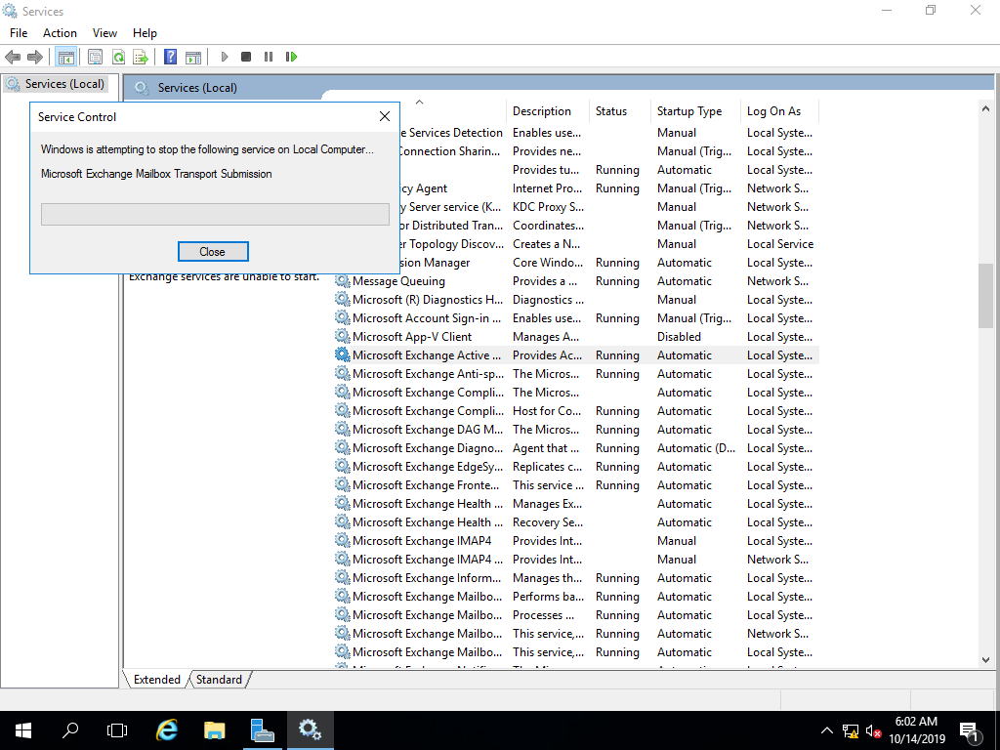 Services
File Action View Help
Services (Local)
Services (Local)
Service Control
Windows is attempting to stop the following service on Local Computer...
Microsoft Exchange Mailbox Transport Submission
Close
Exchange services are unable to start.
Description Status Startup Type Log On As
e Services Detection Enables use... Manual Local Syste...
Connection Sharin... Provides ne... Manual (Trig... Local Syste...
Provides tu... Running Automatic Local Syste...
cy Agent Internet Pro... Running Manual (Trig... Network S...
y Server service (K... KDC Proxy S... Manual Network S...
or Distributed Tran... Coordinates... Manual (Trig... Network S...
er Topology Discov... Creates a N... Manual Local Service
sion Manager Core Windo... Running Automatic Local Syste...
Message Queuing Provides a ... Running Automatic Network S...
Microsoft (R) Diagnostics H... Diagnostics ... Manual Local Syste...
Microsoft Account Sign-in ... Enables use... Running Manual (Trig... Local Syste...
Microsoft App-V Client Manages A... Disabled Local Syste...
Microsoft Exchange Active ... Provides Ac... Running Automatic Local Syste...
Microsoft Exchange Anti-sp... The Micros... Running Automatic Local Syste...
Microsoft Exchange Compli... The Micros... Automatic Local Syste...
Microsoft Exchange Compli... Host for Co... Running Automatic Local Syste...
Microsoft Exchange DAG M... The Micros... Running Automatic Local Syste...
Microsoft Exchange Diagno... Agent that ... Running Automatic (D... Local Syste...
Microsoft Exchange EdgeSy... Replicates c... Running Automatic Local Syste...
Microsoft Exchange Fronte... This service ... Running Automatic Local Syste...
Microsoft Exchange Health ... Manages Ex... Automatic Local Syste...
Microsoft Exchange Health ... Recovery Se... Automatic Local Syste...
Microsoft Exchange IMAP4 Provides Int... Manual Local Syste...
Microsoft Exchange IMAP4 ... Provides Int... Manual Network S...
Microsoft Exchange Inform... Manages th... Running Automatic Local Syste...
Microsoft Exchange Mailbo... Performs ba... Running Automatic Local Syste...
Microsoft Exchange Mailbo... Processes ... Running Automatic Local Syste...
Microsoft Exchange Mailbo... This service,... Running Automatic Network S...
Microsoft Exchange Mailbo... This service,... Running Automatic Local Syste...
Extended Standard
6:02 AM
10/14/2019
1